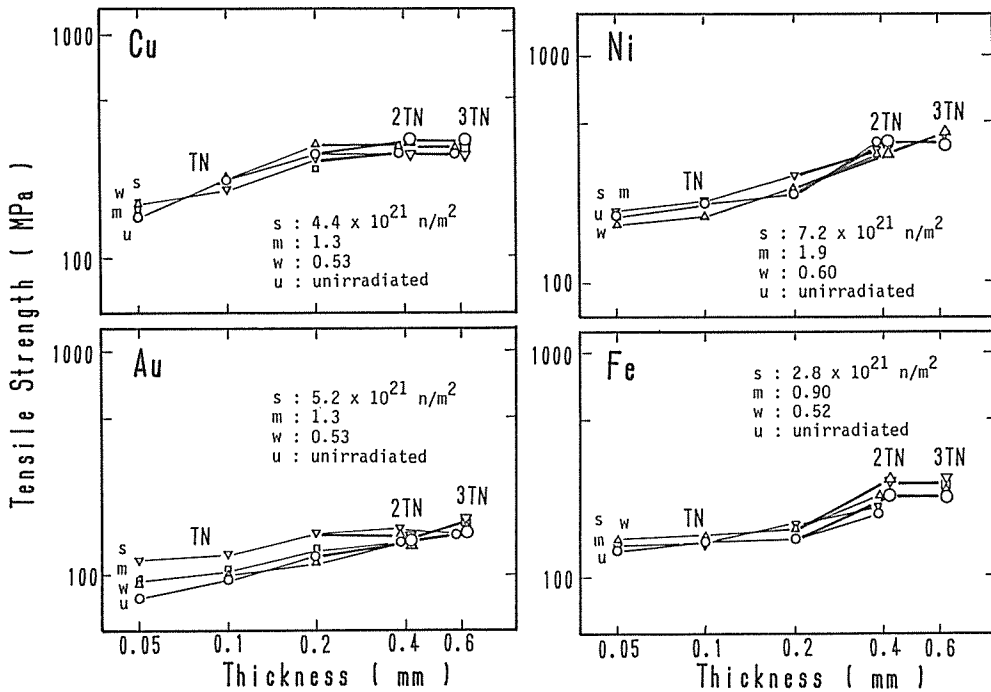 Tensile Strength ( MPa )
1000
Cu
2TN 3TN
TN
w s
m
u
s : 4.4 x 10²¹ n/m²
m : 1.3
w : 0.53
u : unirradiated
100
1000
Ni
3TN
2TN
TN
s m
u
w
s : 7.2 x 10²¹ n/m²
m : 1.9
w : 0.60
u : unirradiated
100
1000
Au
s : 5.2 x 10²¹ n/m²
m : 1.3
w : 0.53
u : unirradiated
3TN
2TN
TN
s
m
w
u
100
0.05 0.1 0.2 0.4 0.6
Thickness ( mm )
1000
Fe
s : 2.8 x 10²¹ n/m²
m : 0.90
w : 0.52
u : unirradiated
2TN 3TN
TN
s w
m
u
100
0.05 0.1 0.2 0.4 0.6
Thickness ( mm )